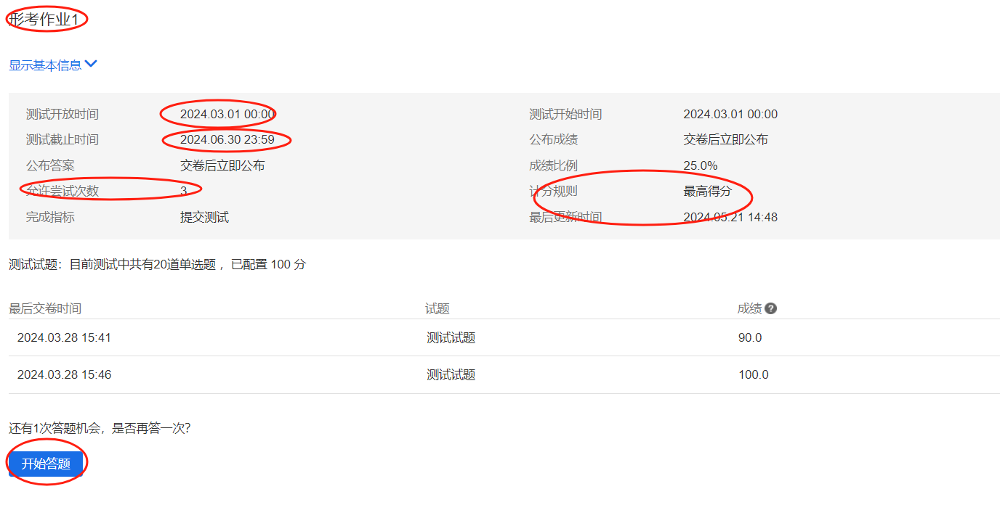 形考作业1
显示基本信息
测试开放时间 2024.03.01 00:00 测试开始时间 2024.03.01 00:00
测试截止时间 2024.06.30 23:59 公布成绩 交卷后立即公布
公布答案 交卷后立即公布 成绩比例 25.0%
允许尝试次数 3 计分规则 最高得分
完成指标 提交测试 最后更新时间 2024.05.21 14:48
测试试题：目前测试中共有20道单选题 ，已配置 100 分
最后交卷时间 试题 成绩 ?
2024.03.28 15:41 测试试题 90.0
2024.03.28 15:46 测试试题 100.0
还有1次答题机会，是否再答一次？
开始答题